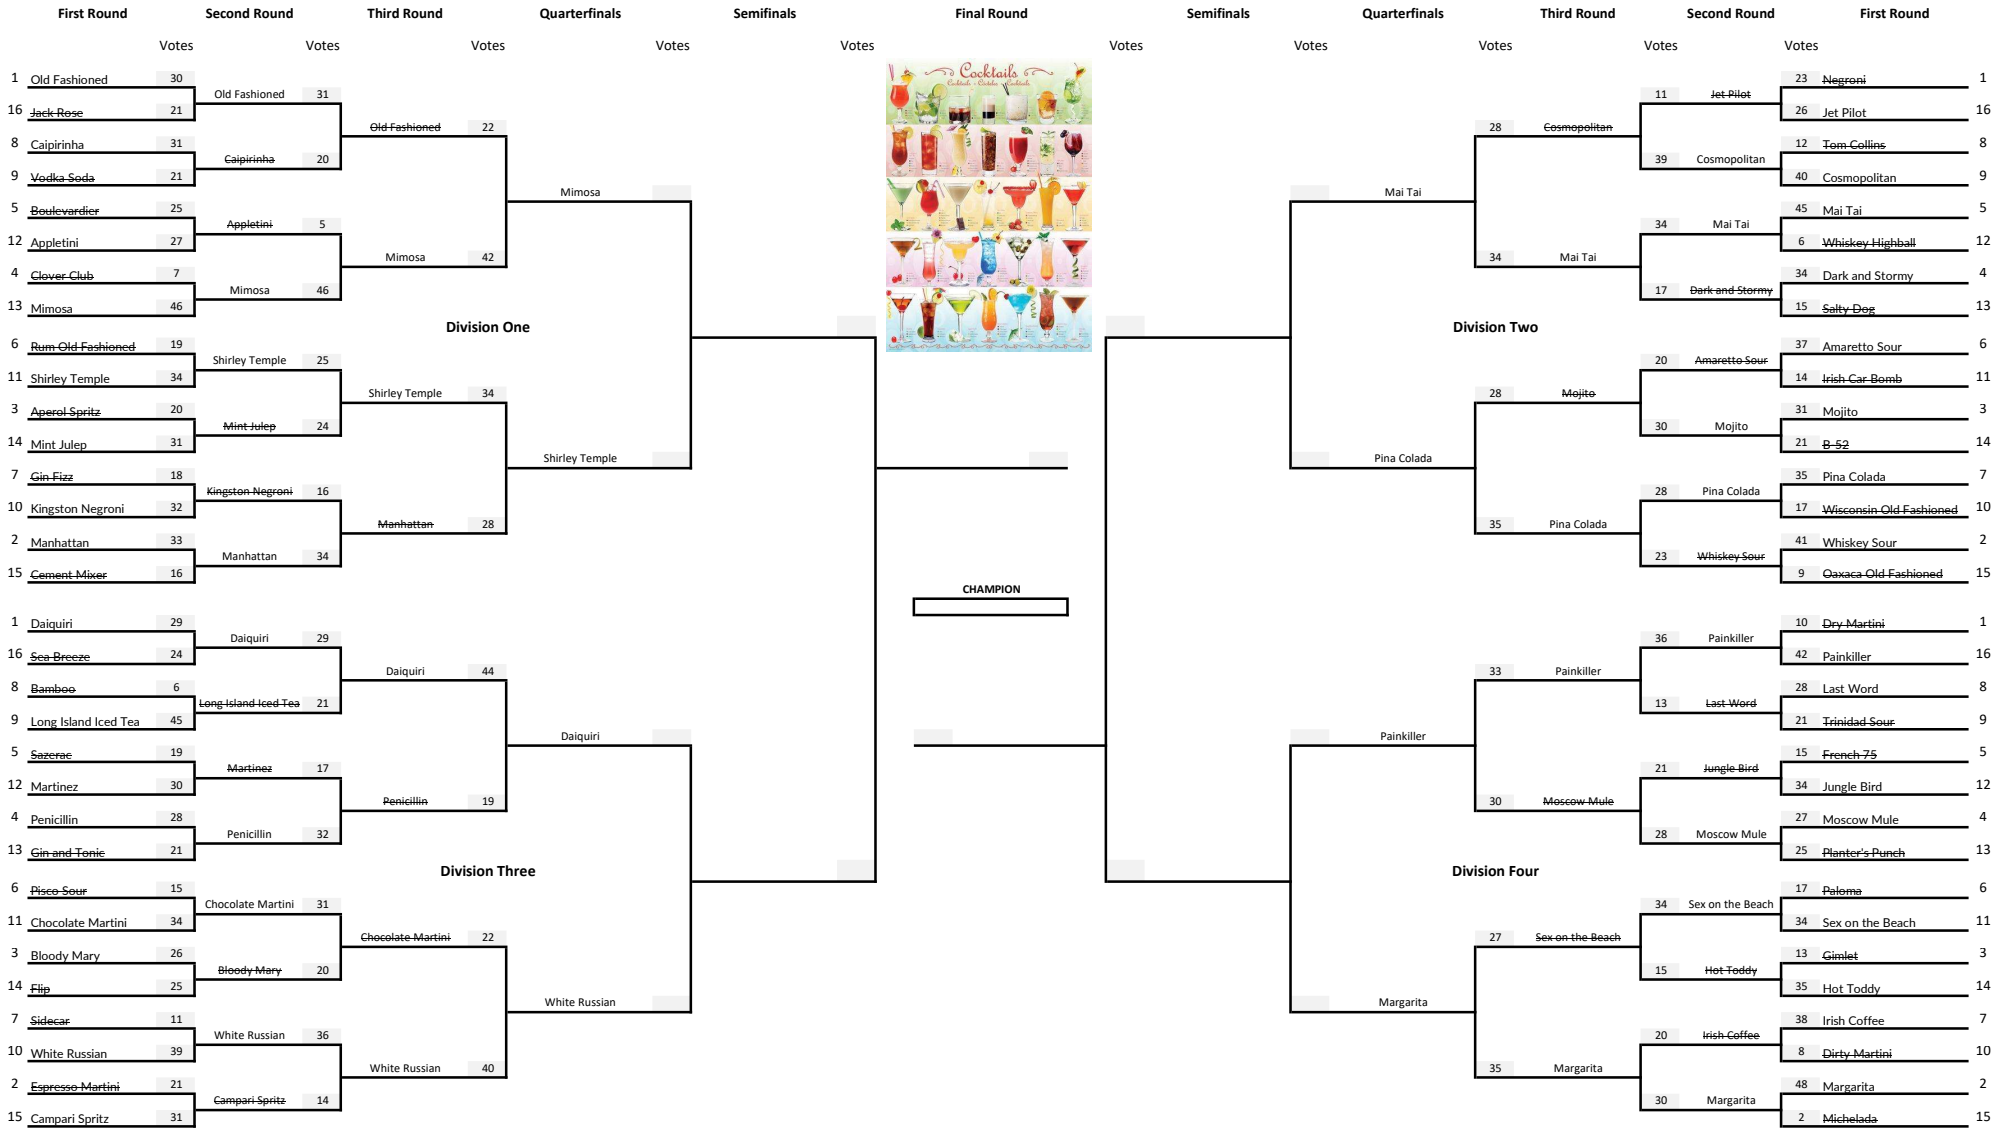 First Round Second Round Third Round Quarterfinals Semifinals Final Round Semifinals Quarterfinals Third Round Second Round First Round
Votes Votes Votes Votes Votes Votes Votes Votes Votes Votes
Cocktails
1 Old Fashioned 30
16 Jack Rose 21
8 Caipirinha 31
9 Vodka Soda 21
5 Boulevardier 25
12 Appletini 27
4 Clover Club 7
13 Mimosa 46
6 Rum Old Fashioned 19
11 Shirley Temple 34
3 Aperol Spritz 20
14 Mint Julep 31
7 Gin Fizz 18
10 Kingston Negroni 32
2 Manhattan 33
15 Cement Mixer 16
Old Fashioned 31
Caipirinha 20
Appletini 5
Mimosa 46
Shirley Temple 25
Mint Julep 24
Kingston Negroni 16
Manhattan 34
Old Fashioned 22
Mimosa 42
Shirley Temple 34
Manhattan 28
Mimosa
Shirley Temple
Division One
23 Negroni 1
26 Jet Pilot 16
12 Tom Collins 8
40 Cosmopolitan 9
45 Mai Tai 5
6 Whiskey Highball 12
34 Dark and Stormy 4
15 Salty Dog 13
37 Amaretto Sour 6
14 Irish Car Bomb 11
31 Mojito 3
21 B-52 14
35 Pina Colada 7
17 Wisconsin Old Fashioned 10
41 Whiskey Sour 2
9 Oaxaca Old Fashioned 15
11 Jet Pilot
39 Cosmopolitan
34 Mai Tai
17 Dark and Stormy
20 Amaretto Sour
30 Mojito
28 Pina Colada
23 Whiskey Sour
28 Cosmopolitan
34 Mai Tai
28 Mojito
35 Pina Colada
Mai Tai
Pina Colada
Division Two
CHAMPION
1 Daiquiri 29
16 Sea Breeze 24
8 Bamboo 6
9 Long Island Iced Tea 45
5 Sazerac 19
12 Martinez 30
4 Penicillin 28
13 Gin and Tonic 21
6 Pisco Sour 15
11 Chocolate Martini 34
3 Bloody Mary 26
14 Flip 25
7 Sidecar 11
10 White Russian 39
2 Espresso Martini 21
15 Campari Spritz 31
Daiquiri 29
Long Island Iced Tea 21
Martinez 17
Penicillin 32
Chocolate Martini 31
Bloody Mary 20
White Russian 36
Campari Spritz 14
Daiquiri 44
Penicillin 19
Chocolate Martini 22
White Russian 40
Daiquiri
White Russian
Division Three
10 Dry Martini 1
42 Painkiller 16
28 Last Word 8
21 Trinidad Sour 9
15 French 75 5
34 Jungle Bird 12
27 Moscow Mule 4
25 Planter's Punch 13
17 Paloma 6
34 Sex on the Beach 11
13 Gimlet 3
35 Hot Toddy 14
38 Irish Coffee 7
8 Dirty Martini 10
48 Margarita 2
2 Michelada 15
36 Painkiller
13 Last Word
21 Jungle Bird
28 Moscow Mule
34 Sex on the Beach
15 Hot Toddy
20 Irish Coffee
30 Margarita
33 Painkiller
30 Moscow Mule
27 Sex on the Beach
35 Margarita
Painkiller
Margarita
Division Four